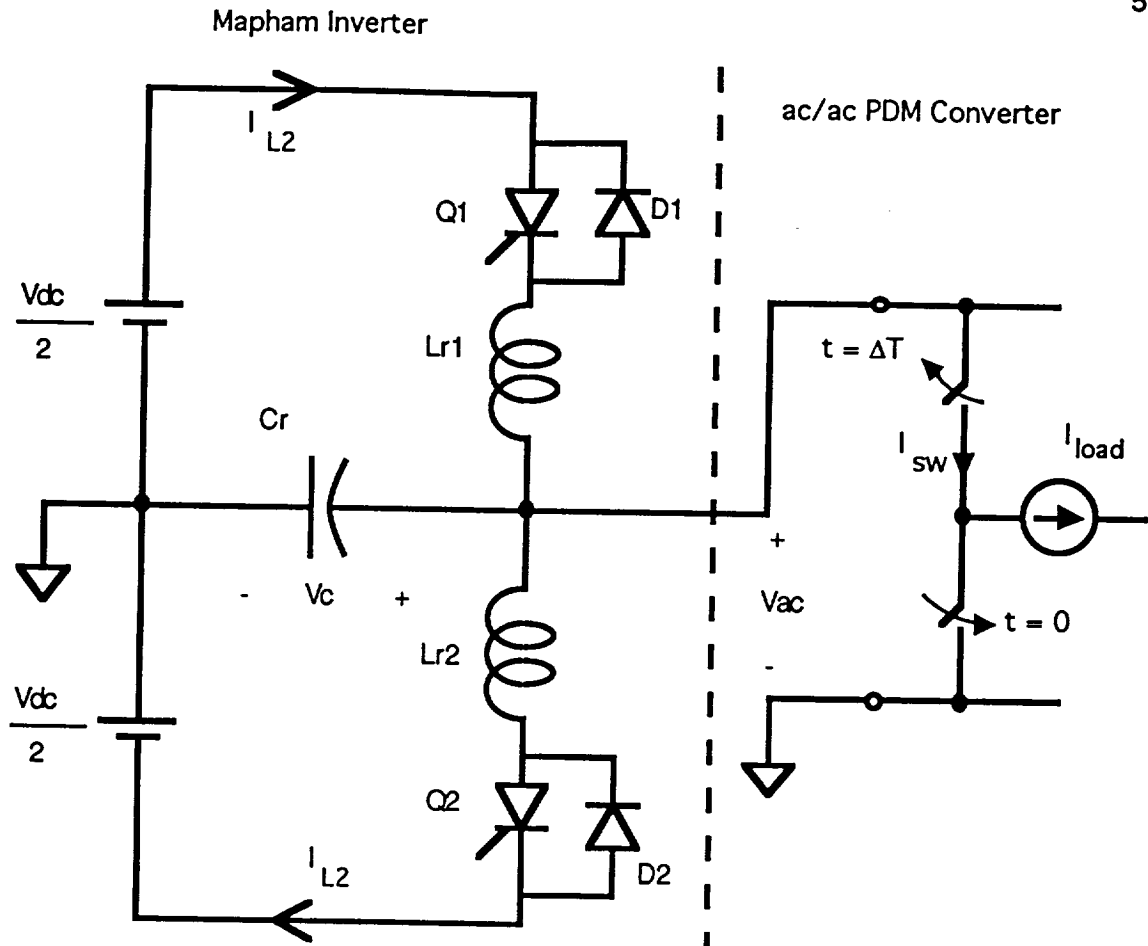 5
Mapham Inverter
ac/ac PDM Converter
I L2
Q1
D1
Vdc
2
Lr1
t = ΔT
Cr
I sw
I load
- Vc +
+
Vac
-
Lr2
t = 0
Vdc
2
Q2
D2
I L2